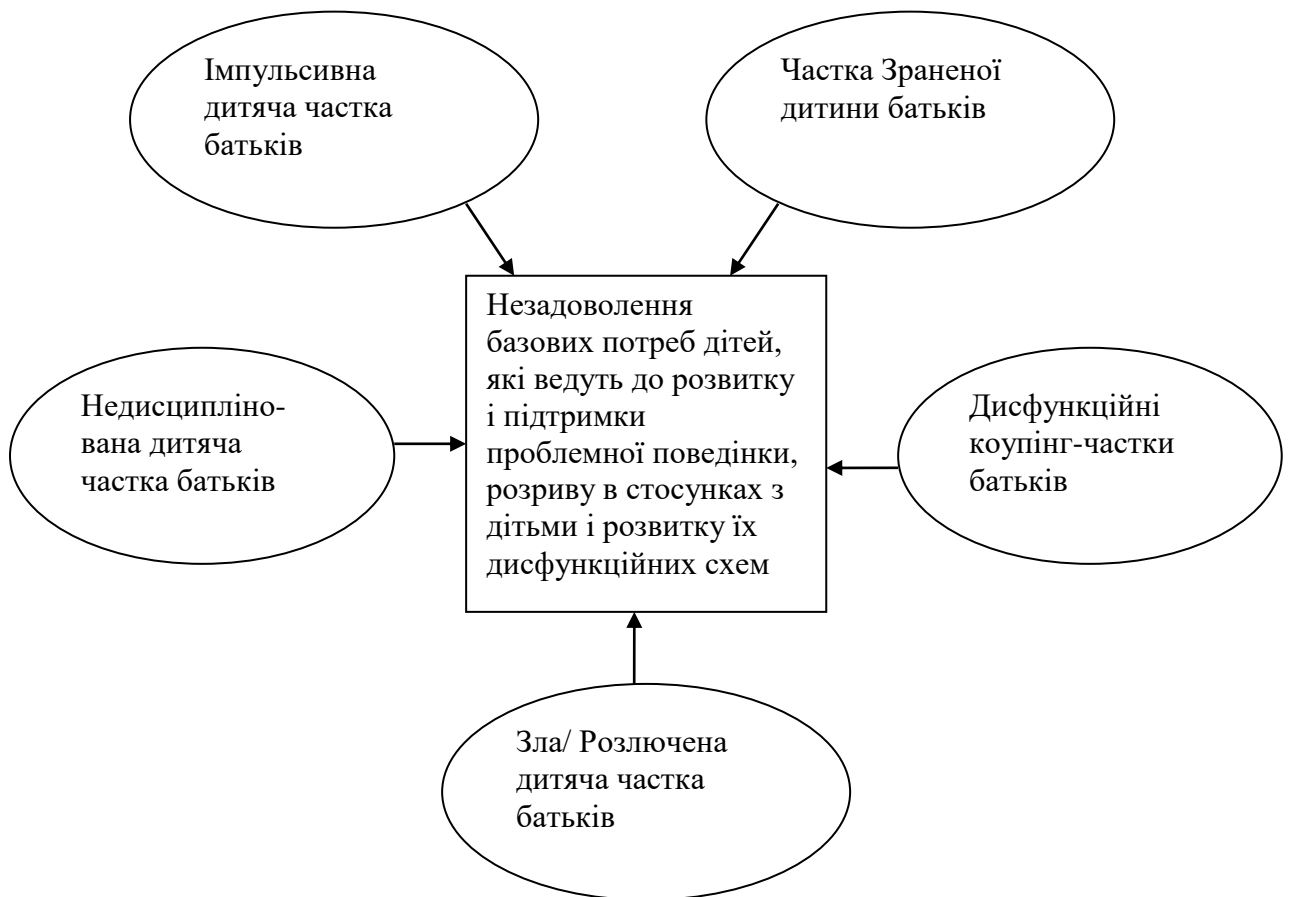 Імпульсивна
дитяча частка
батьків
Частка Зраненої
дитини батьків
Незадоволення
базових потреб дітей,
які ведуть до розвитку
і підтримки
проблемної поведінки,
розриву в стосунках з
дітьми і розвитку їх
дисфункційних схем
Недисципліно-
вана дитяча
частка батьків
Дисфункційні
коупінг-частки
батьків
Зла/ Розлючена
дитяча частка
батьків